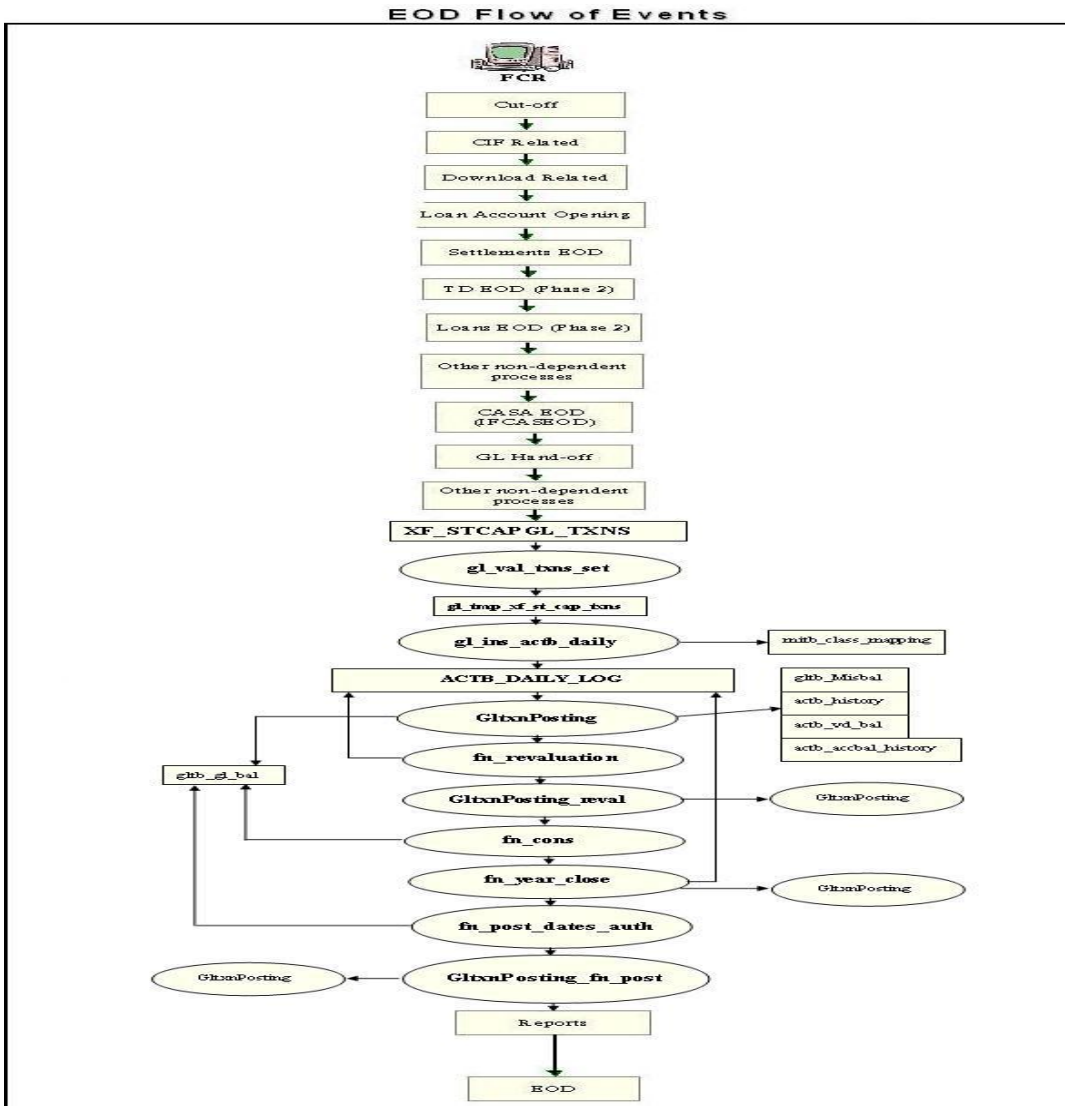 EOD Flow of Events
FCR
Cut-off
CIF Related
Download Related
Loan Account Opening
Settlements EOD
TD EOD (Phase 2)
Loans EOD (Phase 2)
Other non-dependent
processes
CASA EOD
(IFCASEOD)
GL Hand-off
Other non-dependent
processes
XF_STCAP GL_TXNS
gl_val_txns_set
gl_tmp_xf_st_cap_txns
gl_ins_actb_daily
mitb_class_mapping
ACTB_DAILY_LOG
gltb_Misbal
actb_history
actb_vd_bal
actb_accbal_history
GltxnPosting
fn_revaluation
gltb_gl_bal
GltxnPosting_reval
GltxnPosting
fn_cons
fn_year_close
GltxnPosting
fn_post_dates_auth
GltxnPosting
GltxnPosting_fn_post
Reports
EOD